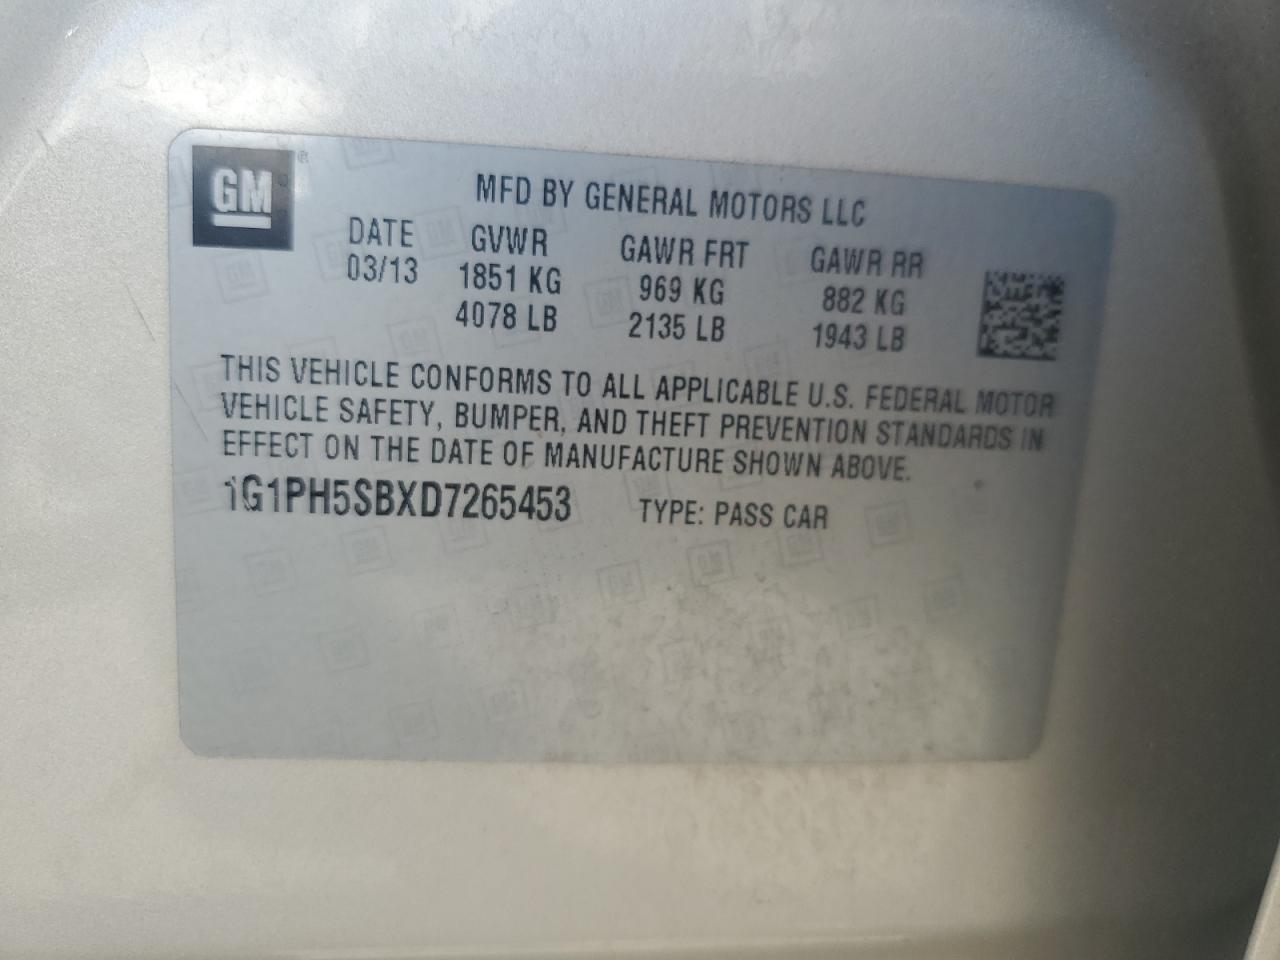 GM
MFD BY GENERAL MOTORS LLC
DATE GVWR GAWR FRT GAWR RR
03/13 1851 KG 969 KG 882 KG
4078 LB 2135 LB 1943 LB
THIS VEHICLE CONFORMS TO ALL APPLICABLE U.S. FEDERAL MOTOR
VEHICLE SAFETY, BUMPER, AND THEFT PREVENTION STANDARDS IN
EFFECT ON THE DATE OF MANUFACTURE SHOWN ABOVE.
1G1PH5SBXD7265453 TYPE: PASS CAR